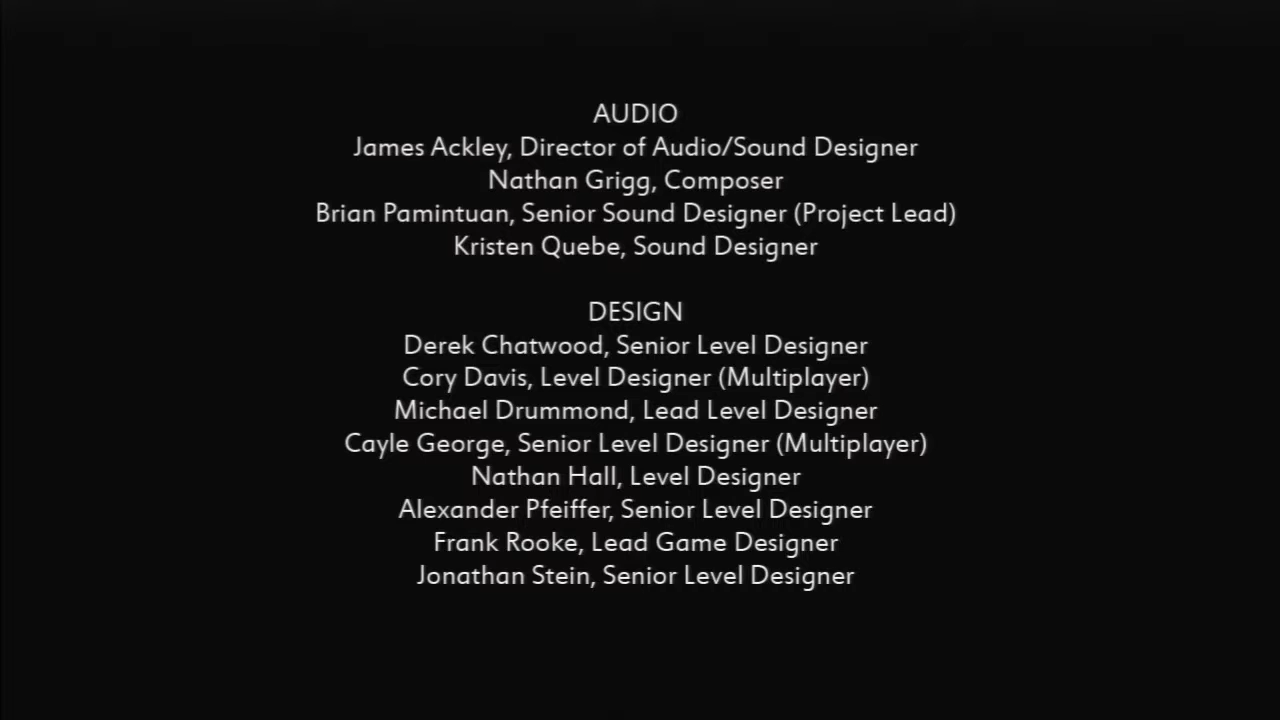 AUDIO
James Ackley, Director of Audio/Sound Designer
Nathan Grigg, Composer
Brian Pamintuan, Senior Sound Designer (Project Lead)
Kristen Quebe, Sound Designer
DESIGN
Derek Chatwood, Senior Level Designer
Cory Davis, Level Designer (Multiplayer)
Michael Drummond, Lead Level Designer
Cayle George, Senior Level Designer (Multiplayer)
Nathan Hall, Level Designer
Alexander Pfeiffer, Senior Level Designer
Frank Rooke, Lead Game Designer
Jonathan Stein, Senior Level Designer